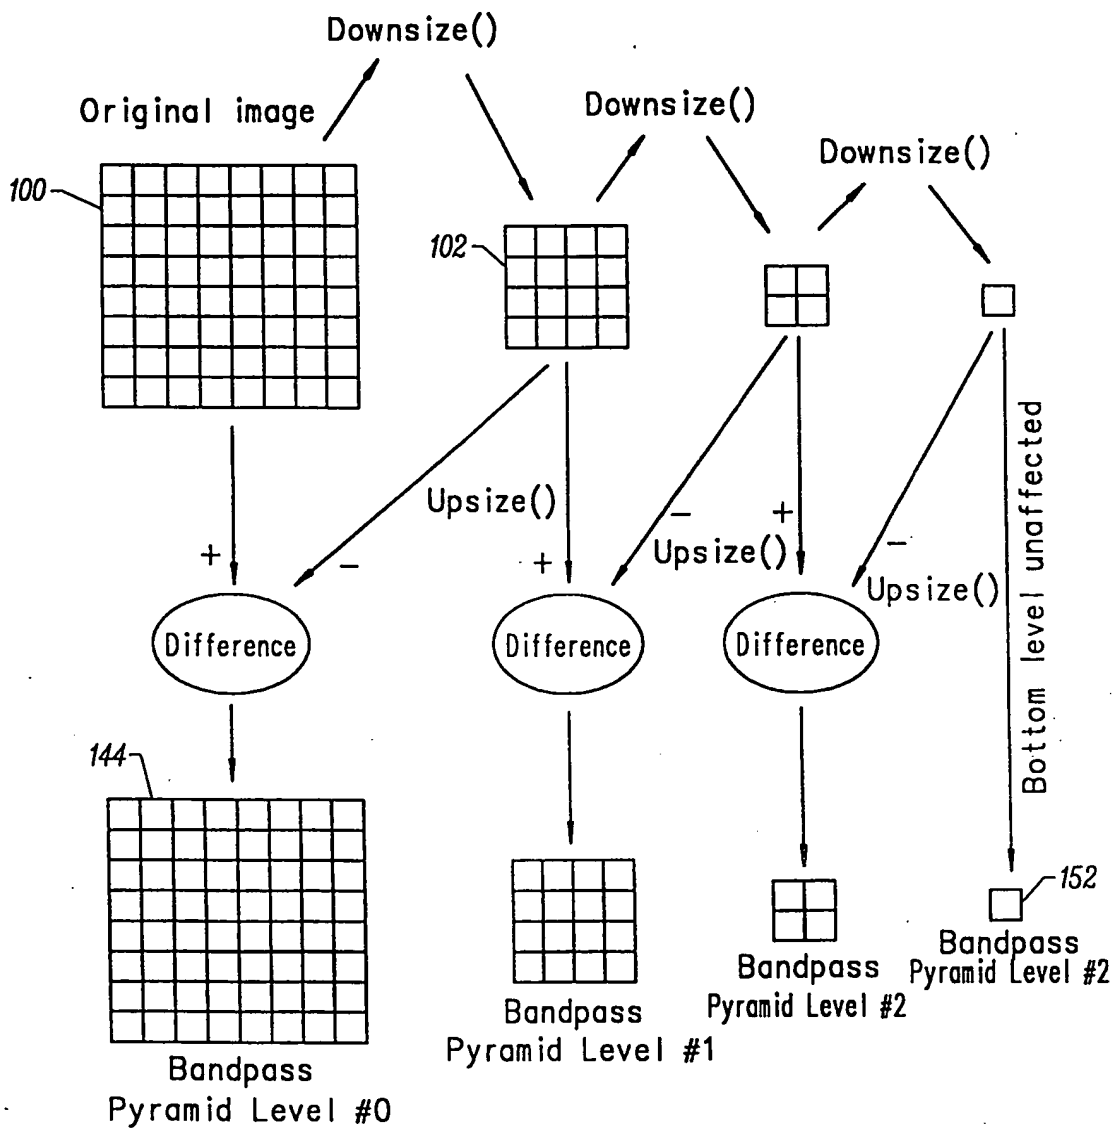 Downsize()
Original image
Downsize()
Downsize()
100
102
Upsize()
+
-
+
-
Upsize()
+
-
Upsize()
Bottom level unaffected
Difference
Difference
Difference
144
152
Bandpass
Pyramid Level #0
Bandpass
Pyramid Level #1
Bandpass
Pyramid Level #2
Bandpass
Pyramid Level #2